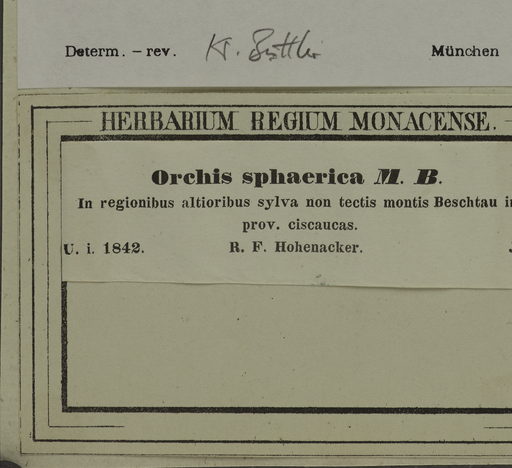 Determ. – rev. Kr. Buttler München
HERBARIUM REGIUM MONACENSE.
Orchis sphaerica M. B.
In regionibus altioribus sylva non tectis montis Beschtau in
prov. ciscaucas.
U. i. 1842. R. F. Hohenacker.